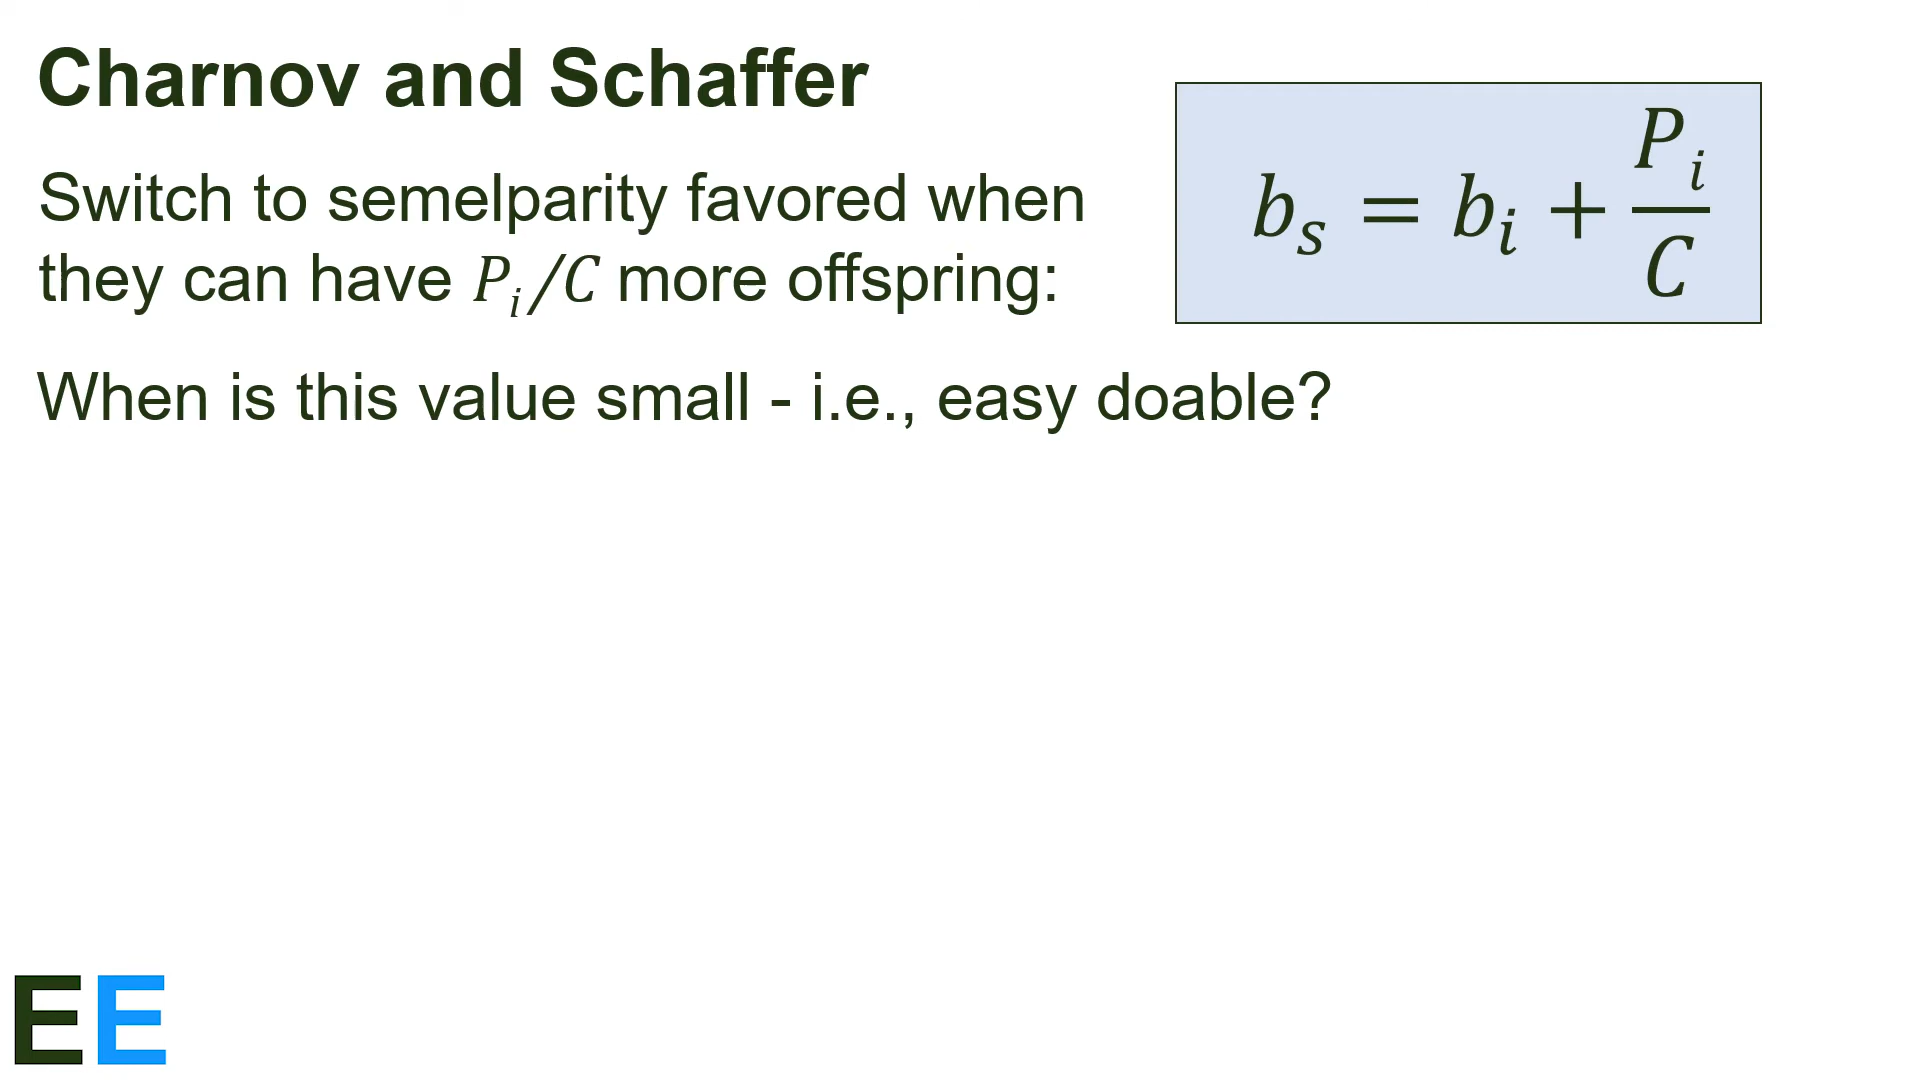 Charnov and Schaffer
Switch to semelparity favored when
they can have P_i/C more offspring:
b_s = b_i + P_i/C
When is this value small - i.e., easy doable?
EE